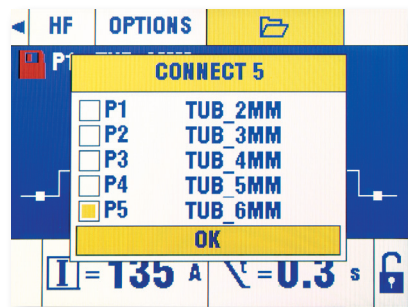 HF OPTIONS
P1
CONNECT 5
P1 TUB_2MM
P2 TUB_3MM
P3 TUB_4MM
P4 TUB_5MM
P5 TUB_6MM
OK
I = 135 A t = 0.3 s